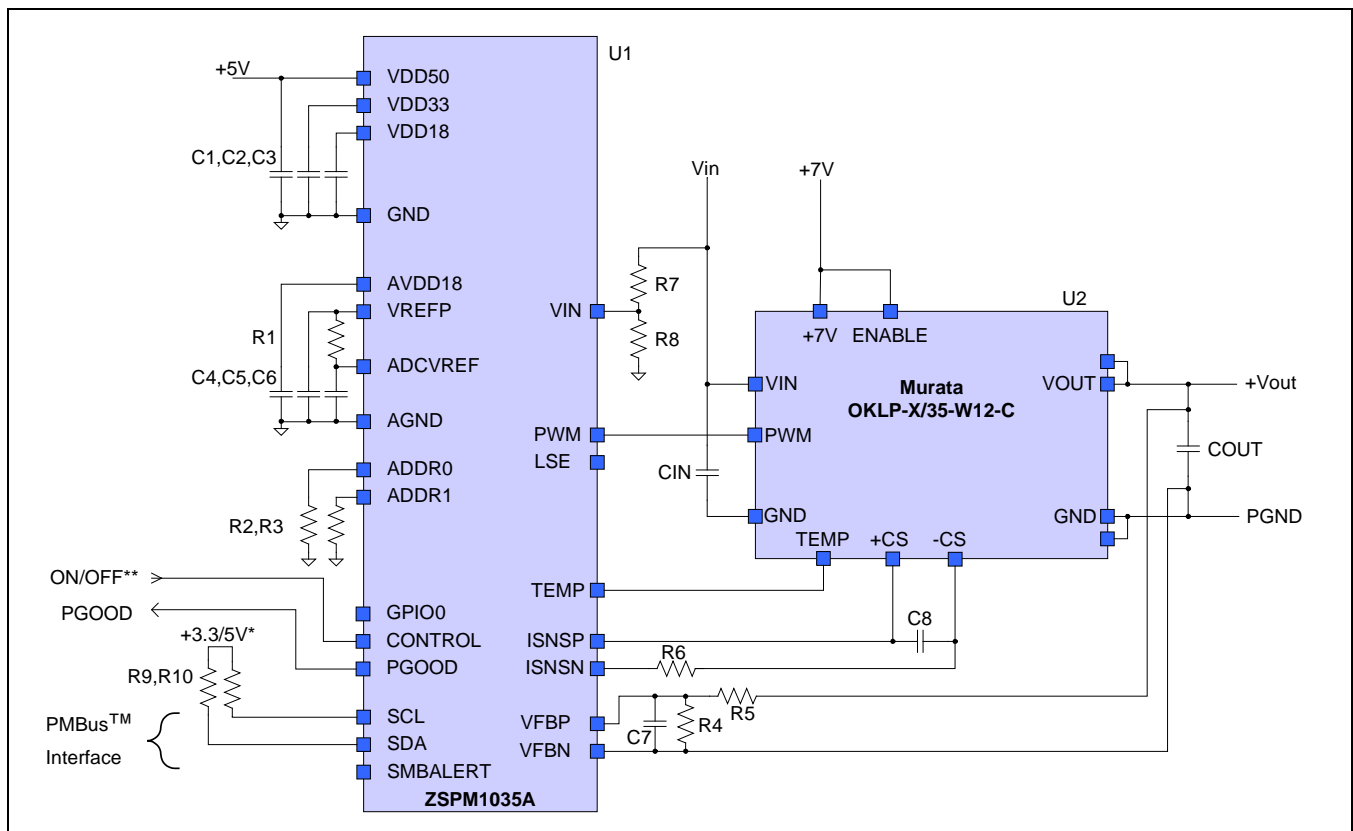 U1
+5V
VDD50
VDD33
VDD18
C1,C2,C3
GND
AVDD18
VREFP
R1
ADCVREF
C4,C5,C6
AGND
ADDR0
ADDR1
R2,R3
ON/OFF**
PGOOD
+3.3/5V*
R9,R10
PMBus™
Interface
GPIO0
CONTROL
PGOOD
SCL
SDA
SMBALERT
ZSPM1035A
VIN
PWM
LSE
TEMP
ISNSP
ISNSN
VFBP
VFBN
Vin
+7V
R7
R8
CIN
U2
+7V
ENABLE
VIN
Murata
OKLP-X/35-W12-C
VOUT
PWM
GND
GND
TEMP
+CS
-CS
+Vout
COUT
PGND
C8
R6
R5
C7
R4